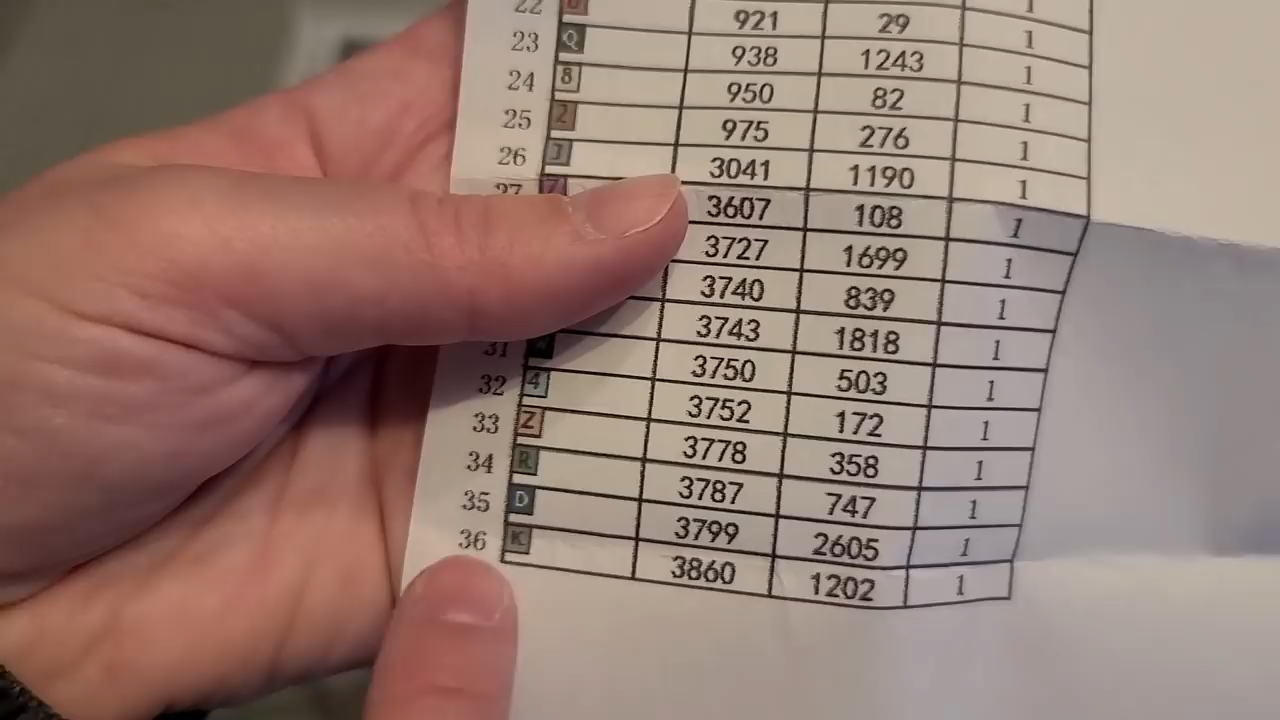 1
22 921 29 1
23 Q 938 1243 1
24 8 950 82 1
25 2 975 276 1
26 J 3041 1190 1
27 3607 108 1
3727 1699 1
3740 839 1
3743 1818 1
31 3750 503 1
32 4 3752 172 1
33 Z 3778 358 1
34 R 3787 747 1
35 D 3799 2605 1
36 K 3860 1202 1